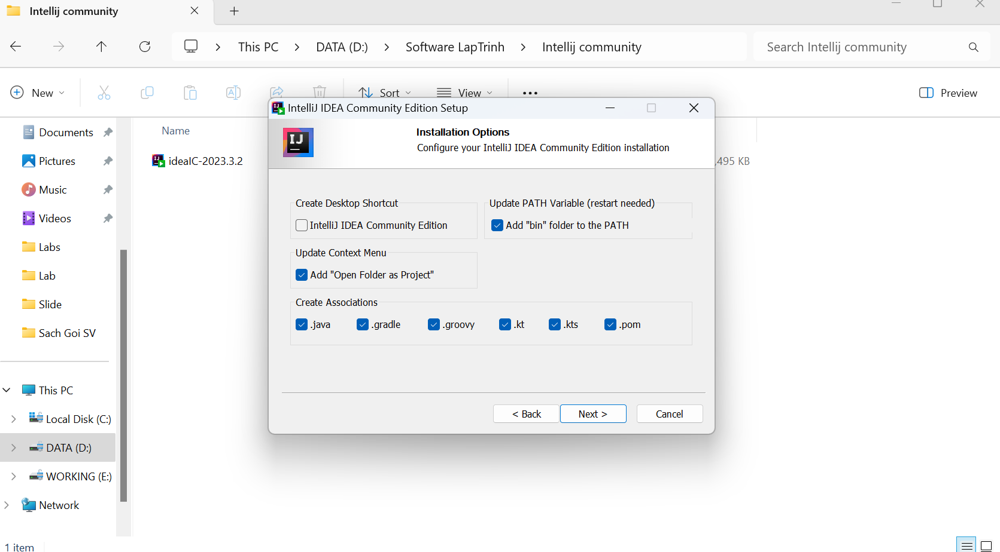 Intellij community
This PC > DATA (D:) > Software LapTrinh > Intellij community
Search Intellij community
New
Sort
View
Preview
IntelliJ IDEA Community Edition Setup
IJ
Installation Options
Configure your IntelliJ IDEA Community Edition installation
Create Desktop Shortcut
IntelliJ IDEA Community Edition
Update PATH Variable (restart needed)
Add "bin" folder to the PATH
Update Context Menu
Add "Open Folder as Project"
Create Associations
.java .gradle .groovy .kt .kts .pom
< Back
Next >
Cancel
Name
ideaIC-2023.3.2
,495 KB
Documents
Pictures
Music
Videos
Labs
Lab
Slide
Sach Goi SV
This PC
Local Disk (C:)
DATA (D:)
WORKING (E:)
Network
1 item